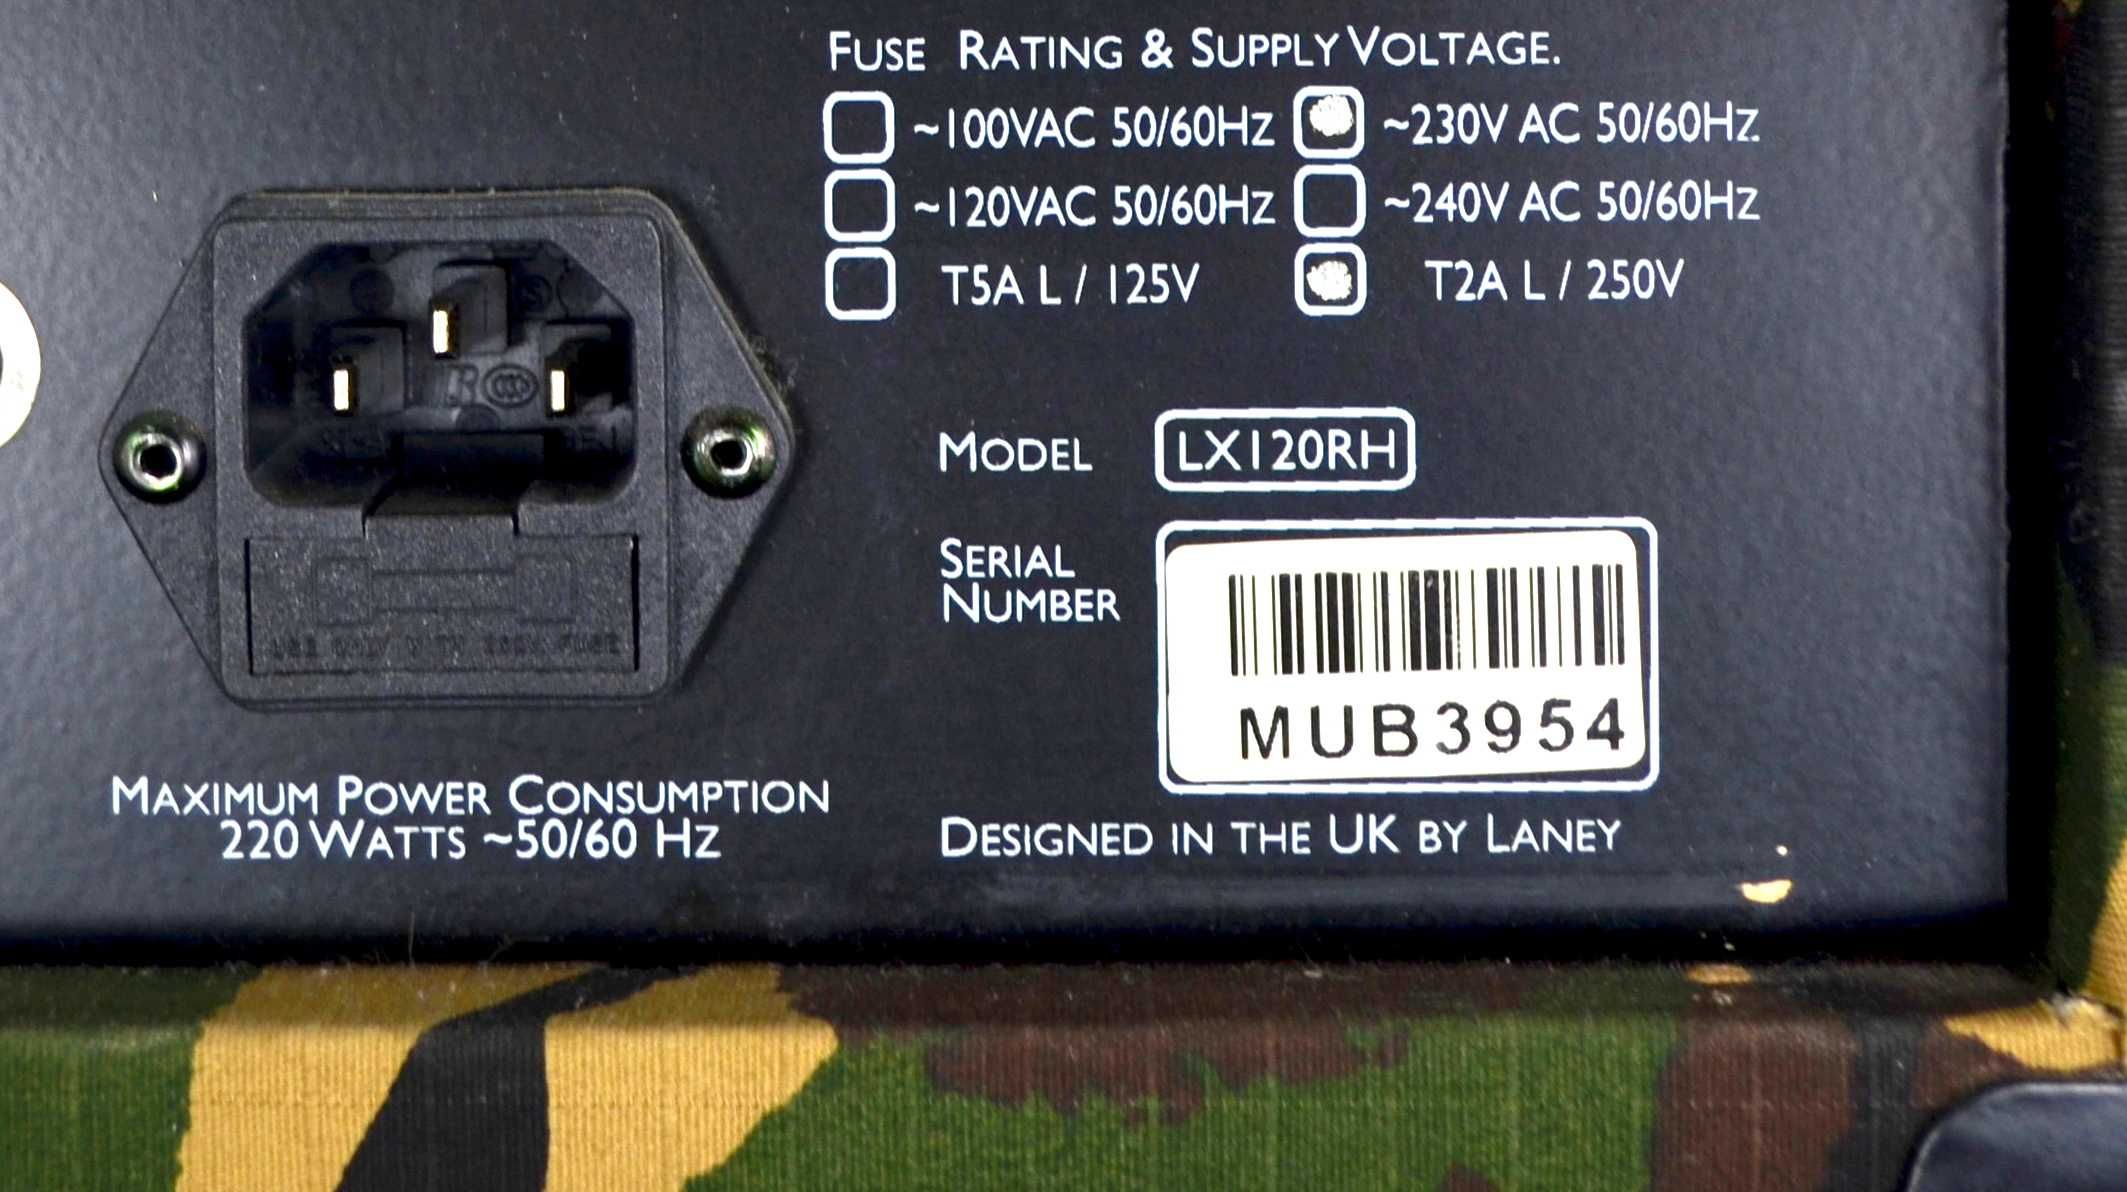 FUSE RATING & SUPPLY VOLTAGE.
~100VAC 50/60HZ ~230V AC 50/60HZ.
~120VAC 50/60HZ ~240V AC 50/60HZ
T5A L / 125V T2A L / 250V
MODEL LX120RH
SERIAL
NUMBER
MUB3954
MAXIMUM POWER CONSUMPTION
220 WATTS ~50/60 HZ
DESIGNED IN THE UK BY LANEY